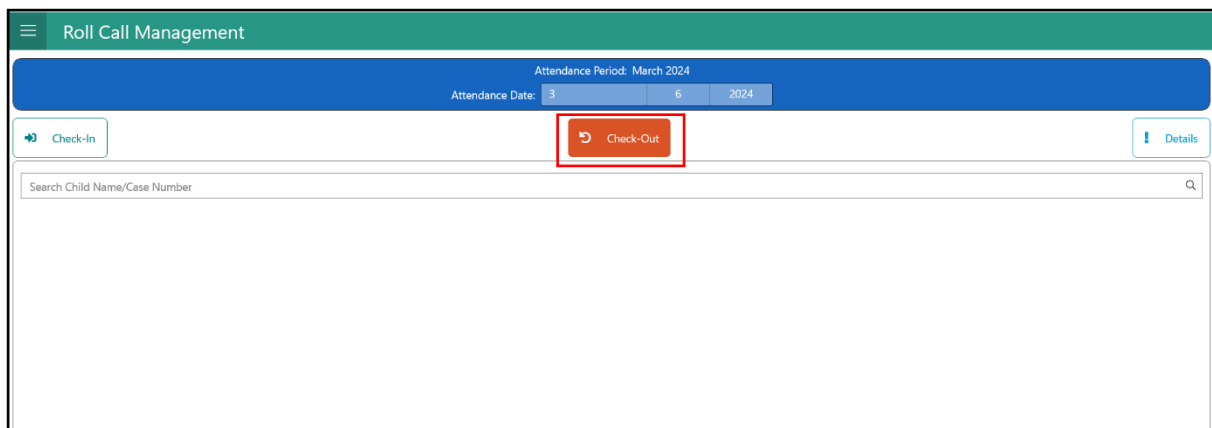 Roll Call Management
Attendance Period: March 2024
Attendance Date: 3 6 2024
Check-In
Check-Out
Details
Search Child Name/Case Number